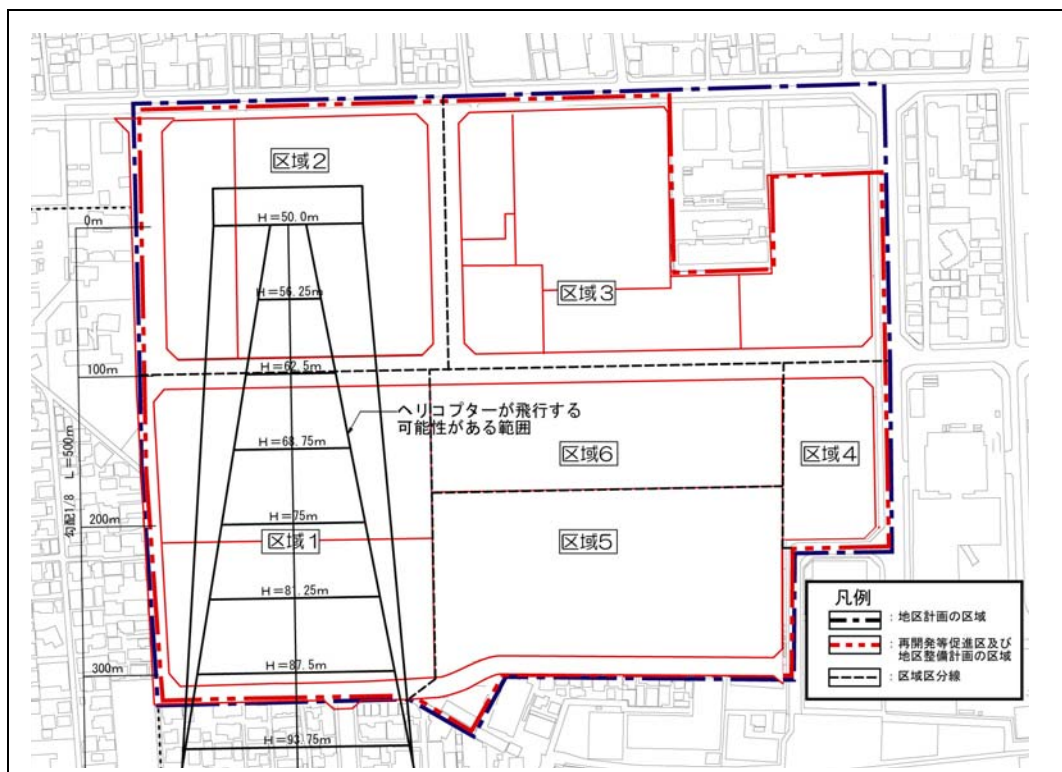 区域2
0m
H=50.0m
H=56.25m
区域3
100m
H=62.5m
ヘリコプターが飛行する
可能性がある範囲
勾配1/8 L=500m
H=68.75m
区域6
区域4
200m
H=75m
区域1
区域5
H=81.25m
300m
H=87.5m
H=93.75m
凡例
:地区計画の区域
:再開発等促進区及び
地区整備計画の区域
:区域区分線